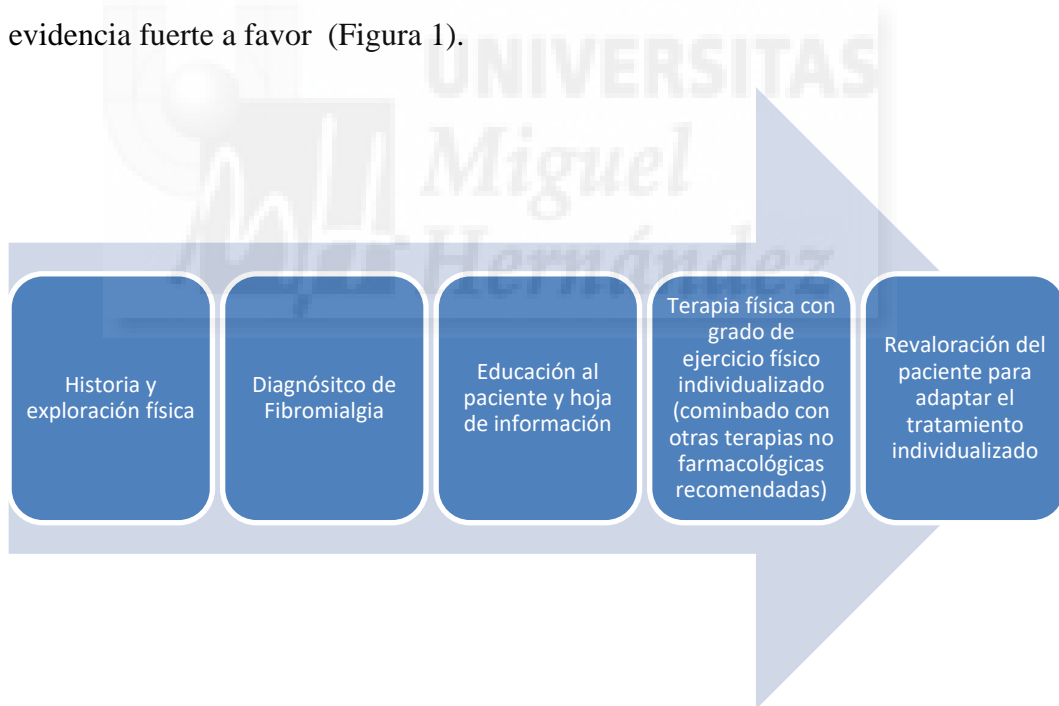 evidencia fuerte a favor (Figura 1).
UNIVERSITAS
Miguel
Hernández
Historia y
exploración física
Diagnósitco de
Fibromialgia
Educación al
paciente y hoja
de información
Terapia física con
grado de
ejercicio físico
individualizado
(cominbado con
otras terapias no
farmacológicas
recomendadas)
Revaloración del
paciente para
adaptar el
tratamiento
individualizado